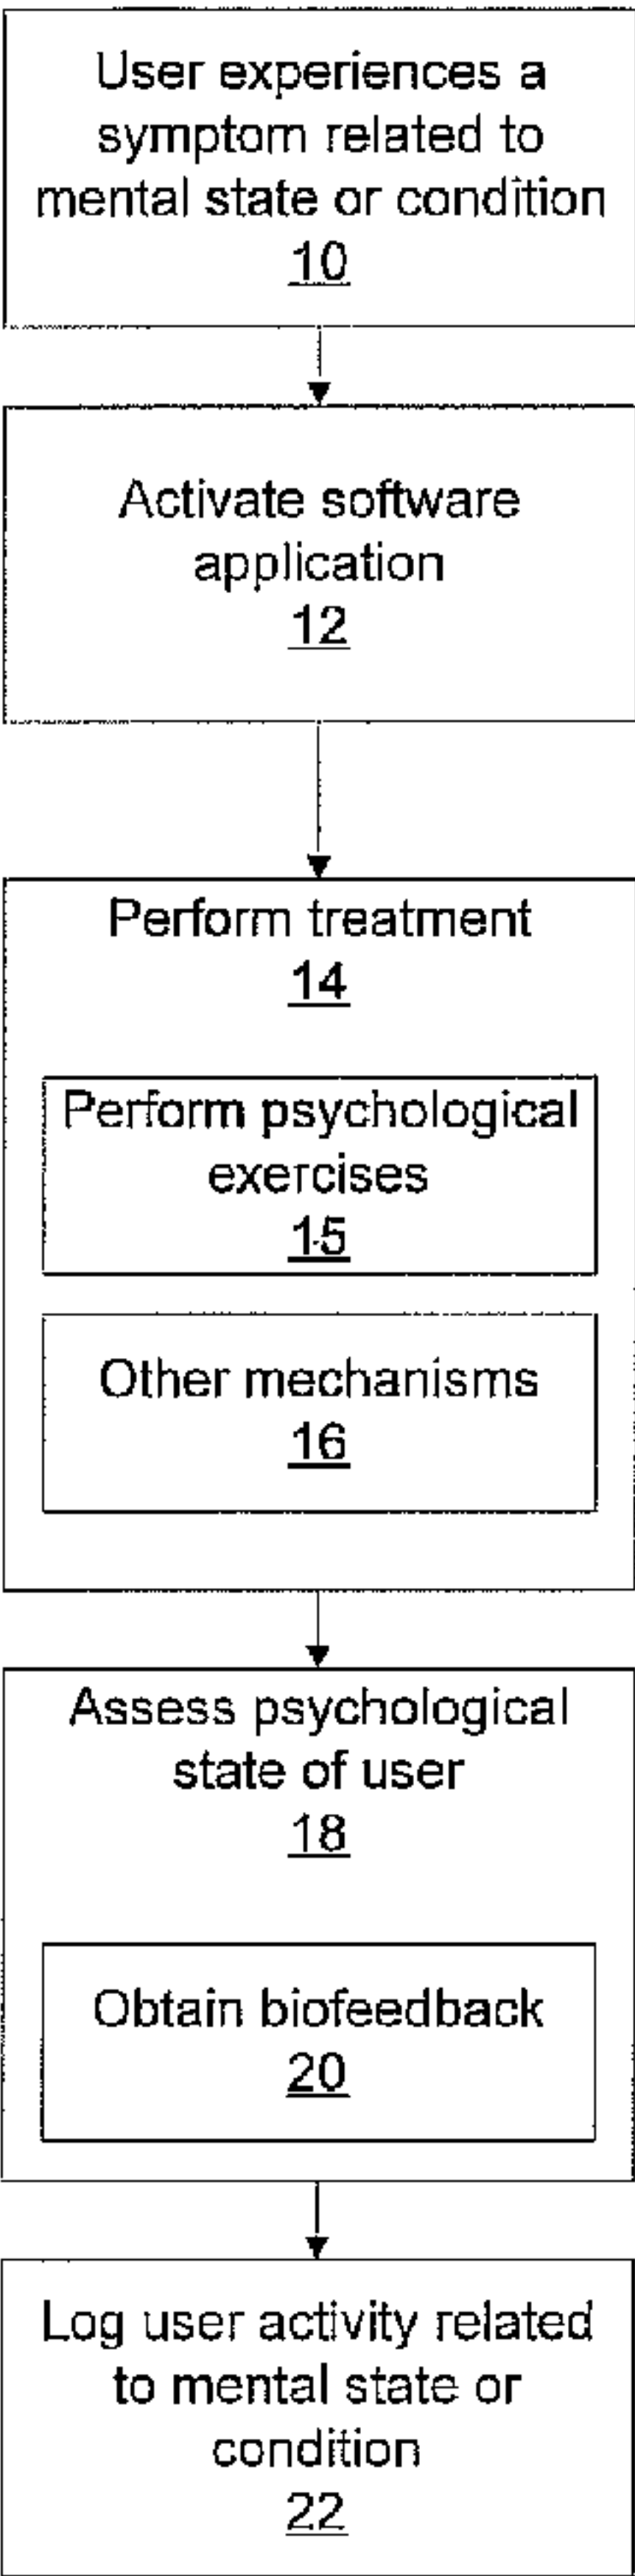 User experiences a
symptom related to
mental state or condition
10
Activate software
application
12
Perform treatment
14
Perform psychological
exercises
15
Other mechanisms
16
Assess psychological
state of user
18
Obtain biofeedback
20
Log user activity related
to mental state or
condition
22